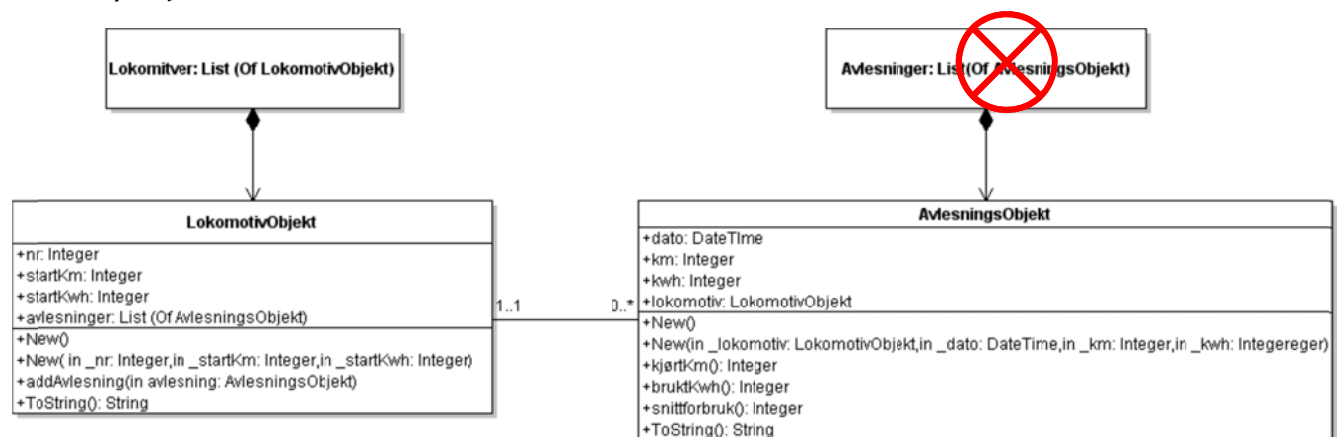 Lokomitver: List (Of LokomotivObjekt)
Avlesninger: List(Of AvlesningsObjekt)
LokomotivObjekt
+nr: Integer
+startKm: Integer
+startKwh: Integer
+avlesninger: List (Of AvlesningsObjekt)
+New()
+New( in _nr: Integer,in _startKm: Integer,in _startKwh: Integer)
+addAvlesning(in avlesning: AvlesningsObjekt)
+ToString(): String
1..1
0..*
AvlesningsObjekt
+dato: DateTIme
+km: Integer
+kwh: Integer
+lokomotiv: LokomotivObjekt
+New()
+New(in _lokomotiv: LokomotivObjekt,in _dato: DateTime,in _km: Integer,in _kwh: Integereger)
+kjørtKm(): Integer
+bruktKwh(): Integer
+snittforbruk(): Integer
+ToString(): String